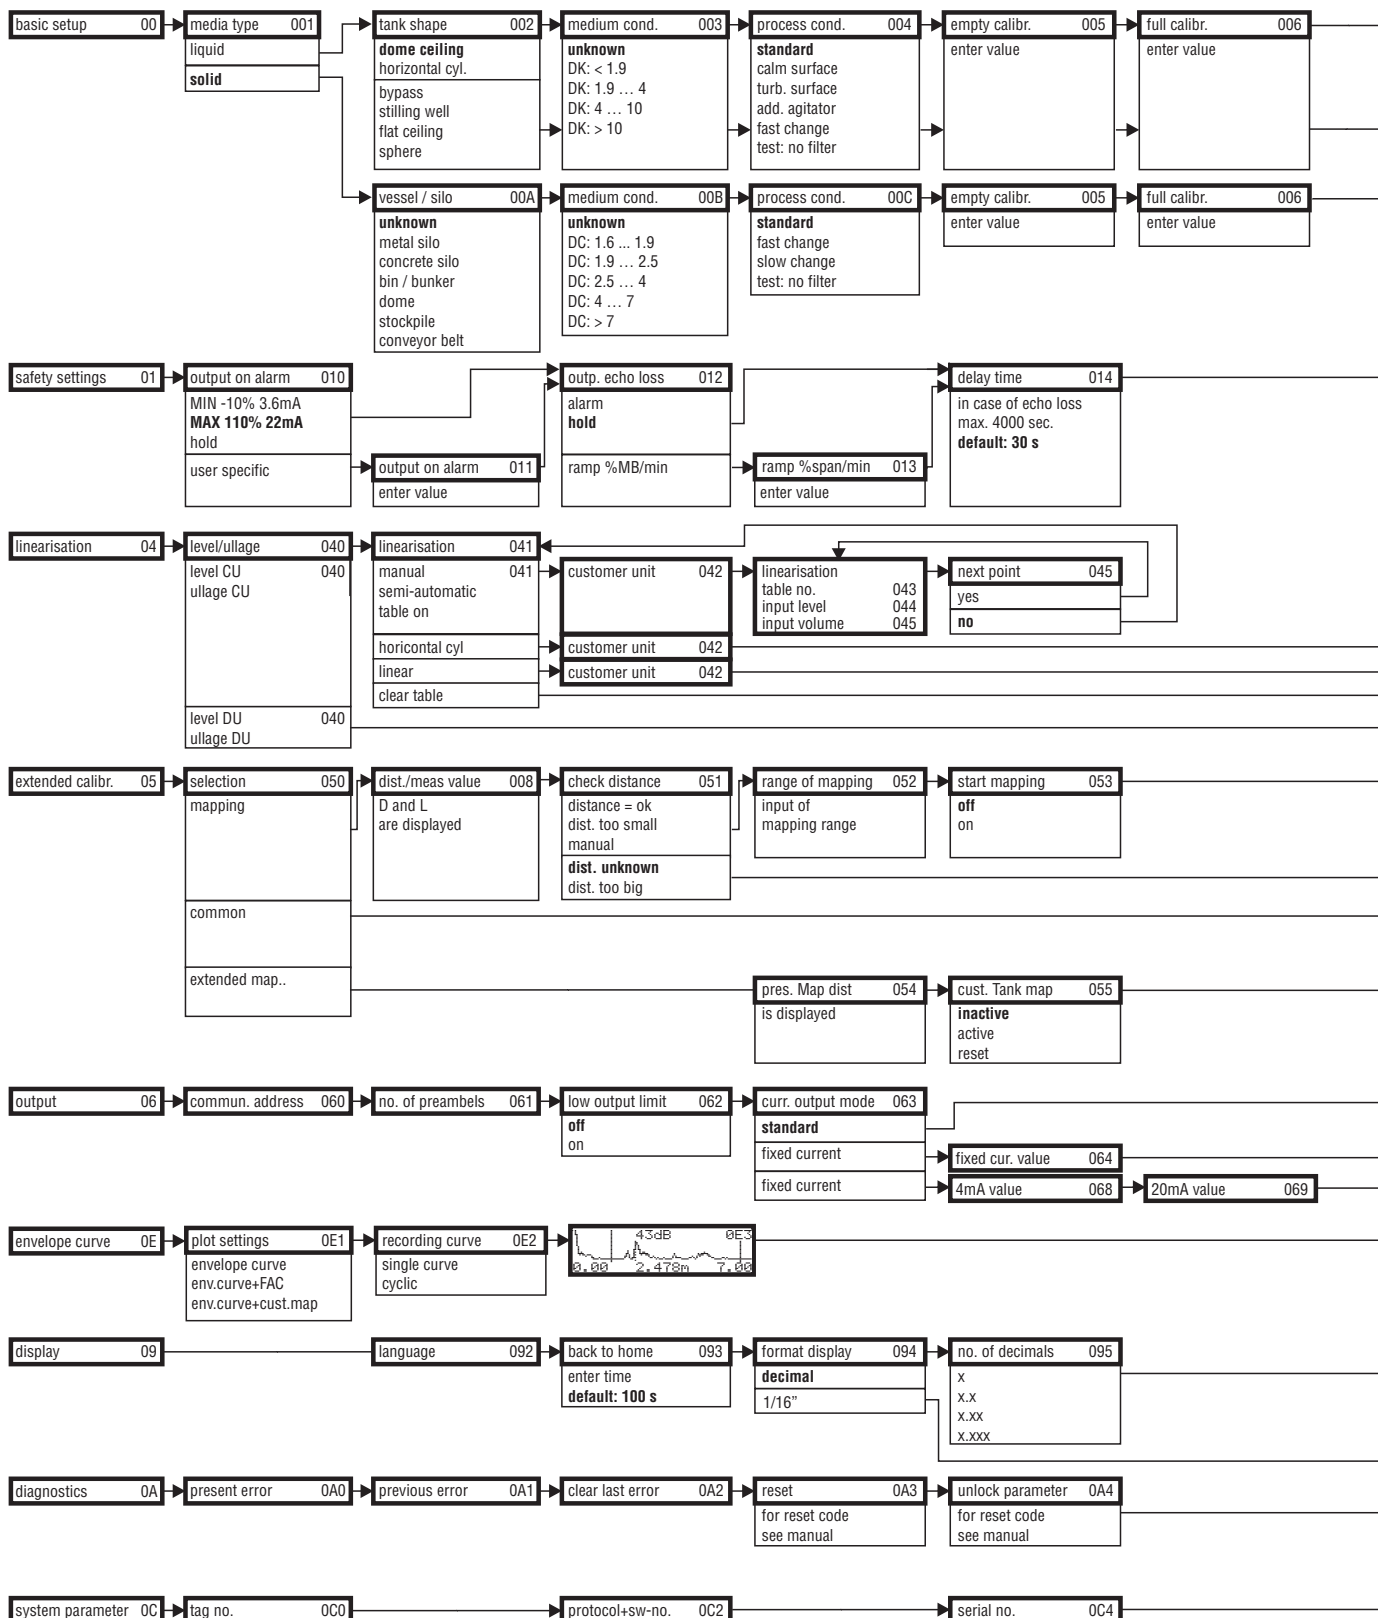 basic setup 00
media type 001
liquid
solid
tank shape 002
dome ceiling
horizontal cyl.
bypass
stilling well
flat ceiling
sphere
medium cond. 003
unknown
DK: < 1.9
DK: 1.9 … 4
DK: 4 … 10
DK: > 10
process cond. 004
standard
calm surface
turb. surface
add. agitator
fast change
test: no filter
empty calibr. 005
enter value
full calibr. 006
enter value
vessel / silo 00A
unknown
metal silo
concrete silo
bin / bunker
dome
stockpile
conveyor belt
medium cond. 00B
unknown
DC: 1.6 ... 1.9
DC: 1.9 … 2.5
DC: 2.5 … 4
DC: 4 … 7
DC: > 7
process cond. 00C
standard
fast change
slow change
test: no filter
empty calibr. 005
enter value
full calibr. 006
enter value
safety settings 01
output on alarm 010
MIN -10% 3.6mA
MAX 110% 22mA
hold
user specific
output on alarm 011
enter value
outp. echo loss 012
alarm
hold
ramp %MB/min
ramp %span/min 013
enter value
delay time 014
in case of echo loss
max. 4000 sec.
default: 30 s
linearisation 04
level/ullage 040
level CU 040
ullage CU
level DU 040
ullage DU
linearisation 041
manual 041
semi-automatic
table on
horicontal cyl
linear
clear table
customer unit 042
customer unit 042
customer unit 042
linearisation
table no. 043
input level 044
input volume 045
next point 045
yes
no
extended calibr. 05
selection 050
mapping
common
extended map..
dist./meas value 008
D and L
are displayed
check distance 051
distance = ok
dist. too small
manual
dist. unknown
dist. too big
range of mapping 052
input of
mapping range
start mapping 053
off
on
pres. Map dist 054
is displayed
cust. Tank map 055
inactive
active
reset
output 06
commun. address 060
no. of preambels 061
low output limit 062
off
on
curr. output mode 063
standard
fixed current
fixed current
fixed cur. value 064
4mA value 068
20mA value 069
envelope curve 0E
plot settings 0E1
envelope curve
env.curve+FAC
env.curve+cust.map
recording curve 0E2
single curve
cyclic
43dB 0E3
0.00 2.478m 7.00
display 09
language 092
back to home 093
enter time
default: 100 s
format display 094
decimal
1/16”
no. of decimals 095
x
x.x
x.xx
x.xxx
diagnostics 0A
present error 0A0
previous error 0A1
clear last error 0A2
reset 0A3
for reset code
see manual
unlock parameter 0A4
for reset code
see manual
system parameter 0C
tag no. 0C0
protocol+sw-no. 0C2
serial no. 0C4